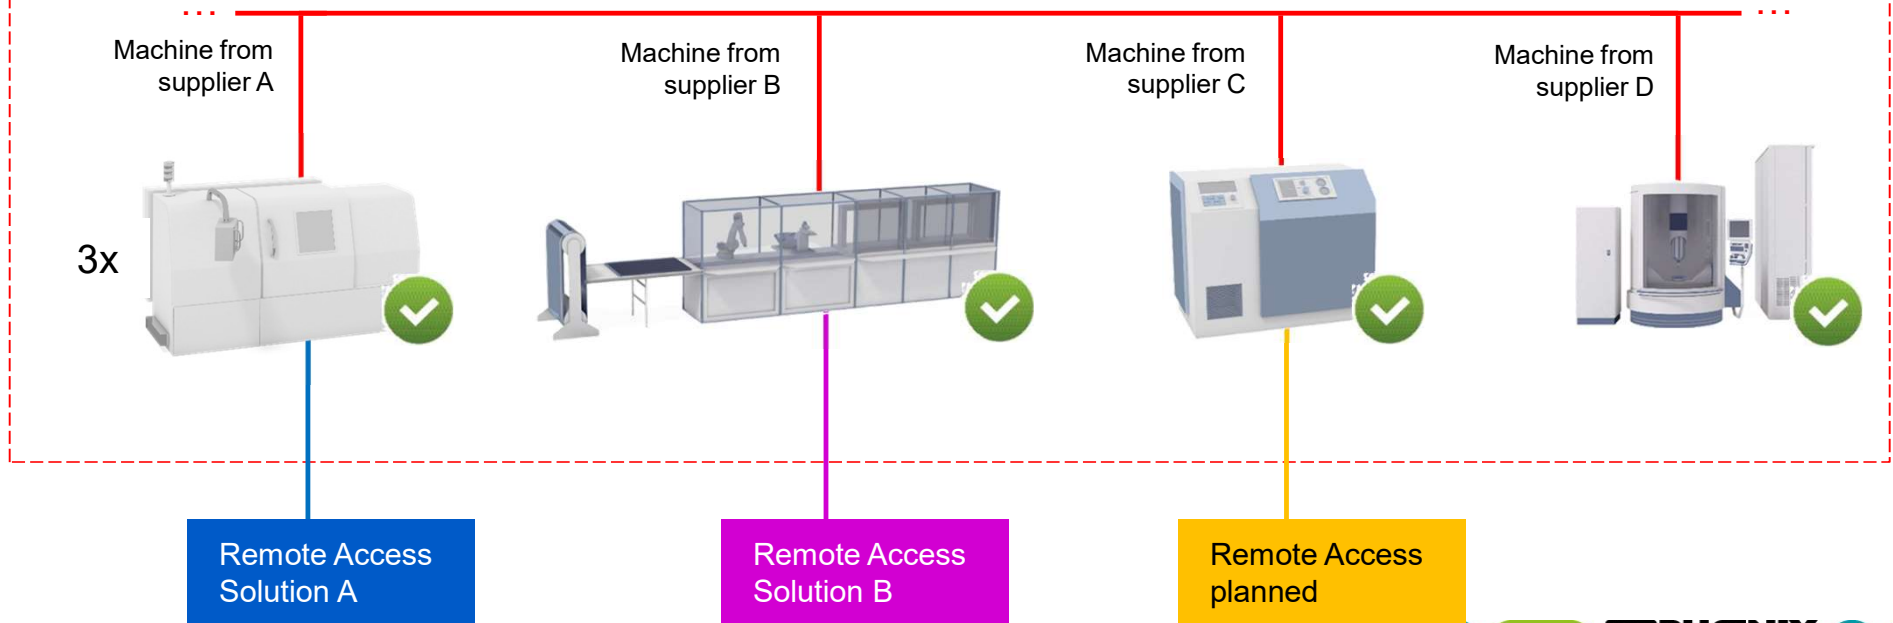 ... ...
Machine from
supplier A
Machine from
supplier B
Machine from
supplier C
Machine from
supplier D
3x
Remote Access
Solution A
Remote Access
Solution B
Remote Access
planned